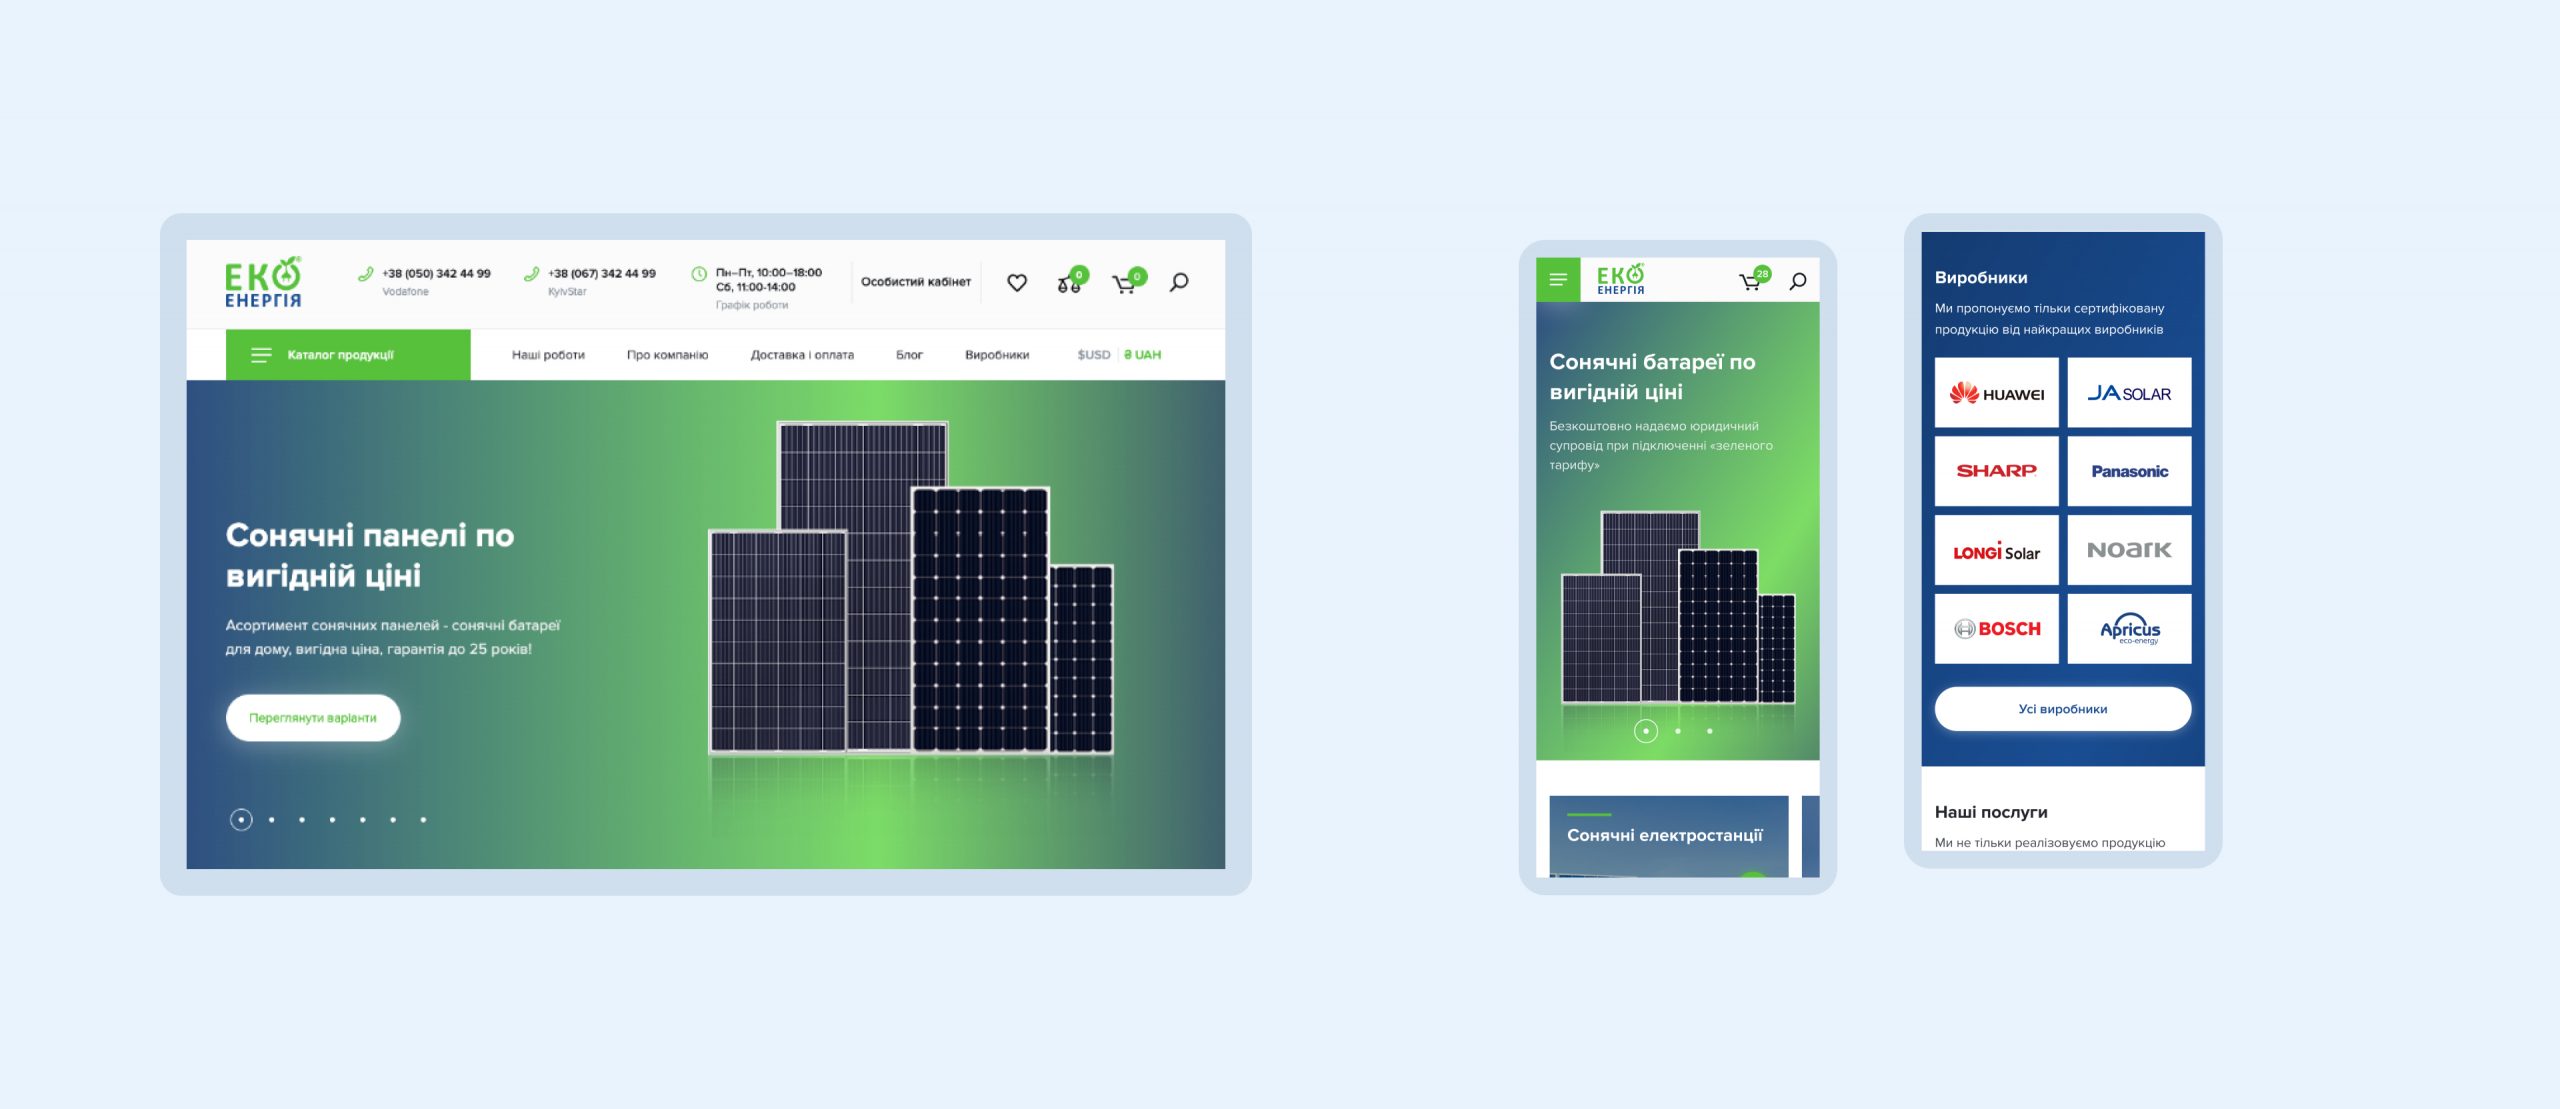 ЕКО
ЕНЕРГІЯ
+38 (050) 342 44 99
Vodafone
+38 (067) 342 44 99
KyivStar
Пн–Пт, 10:00–18:00
Сб, 11:00-14:00
Графік роботи
Особистий кабінет
0
0
Каталог продукції
Наші роботи
Про компанію
Доставка і оплата
Блог
Виробники
$USD
₴ UAH
Сонячні панелі по
вигідній ціні
Асортимент сонячних панелей - сонячні батареї
для дому, вигідна ціна, гарантія до 25 років!
Переглянути варіанти
ЕКО
ЕНЕРГІЯ
28
Сонячні батареї по
вигідній ціні
Безкоштовно надаємо юридичний
супровід при підключенні «зеленого
тарифу»
Сонячні електростанції
Виробники
Ми пропонуємо тільки сертифіковану
продукцію від найкращих виробників
HUAWEI
JA SOLAR
SHARP
Panasonic
LONGi Solar
NOARK
BOSCH
Apricus
eco-energy
Усі виробники
Наші послуги
Ми не тільки реалізовуємо продукцію